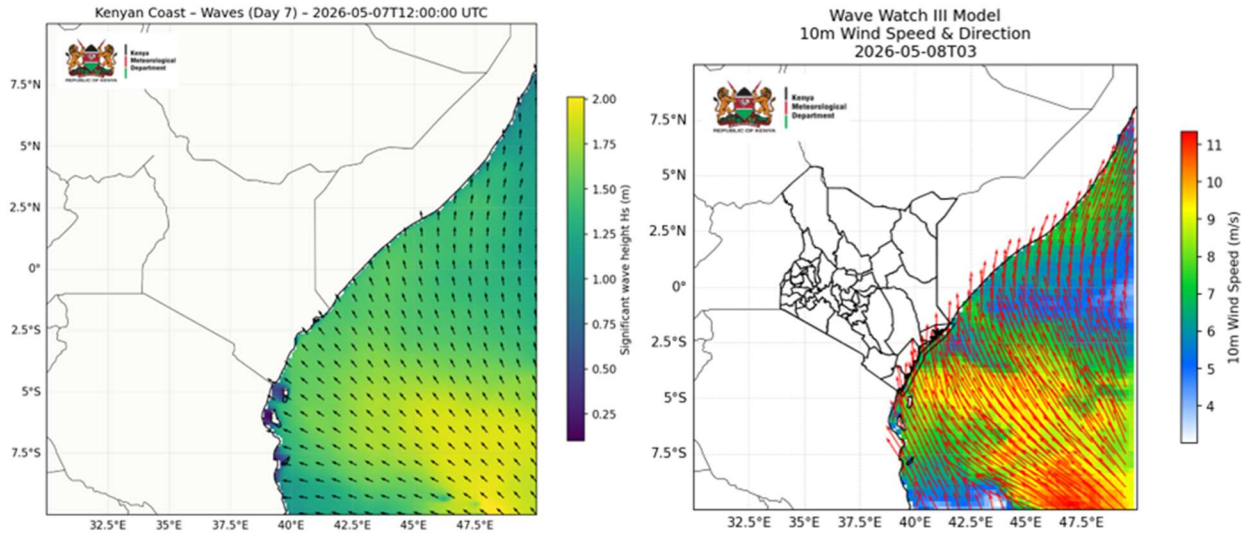 Kenyan Coast – Waves (Day 7) – 2026-05-07T12:00:00 UTC
Kenya
Meteorological
Department
REPUBLIC OF KENYA
7.5°N
5°N
2.5°N
0°
2.5°S
5°S
7.5°S
32.5°E
35°E
37.5°E
40°E
42.5°E
45°E
47.5°E
2.00
1.75
1.50
1.25
1.00
0.75
0.50
0.25
Significant wave height Hs (m)
Wave Watch III Model
10m Wind Speed & Direction
2026-05-08T03
Kenya
Meteorological
Department
REPUBLIC OF KENYA
7.5°N
5°N
2.5°N
0°
2.5°S
5°S
7.5°S
32.5°E
35°E
37.5°E
40°E
42.5°E
45°E
47.5°E
11
10
9
8
7
6
5
4
10m Wind Speed (m/s)